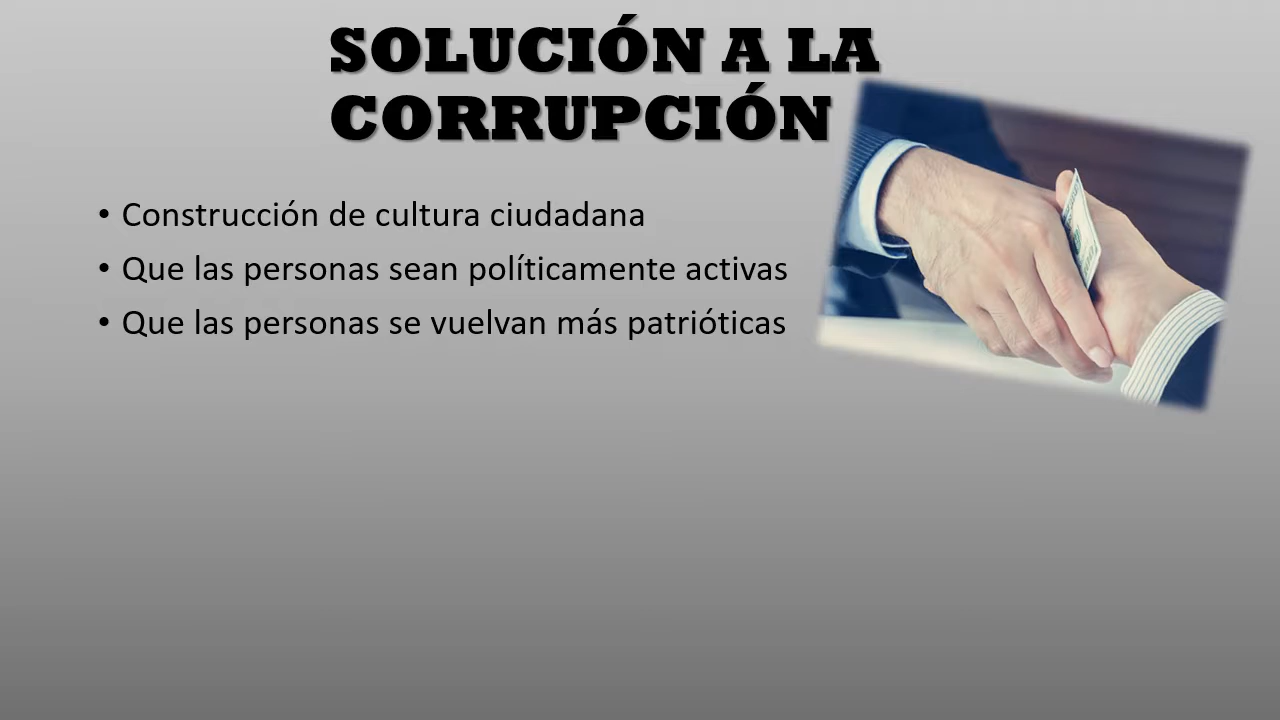 SOLUCIÓN A LA
CORRUPCIÓN
• Construcción de cultura ciudadana
• Que las personas sean políticamente activas
• Que las personas se vuelvan más patrióticas